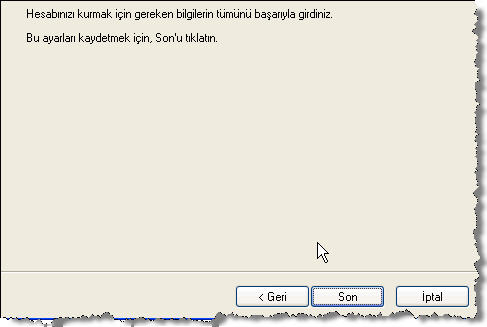 Hesabınızı kurmak için gereken bilgilerin tümünü başarıyla girdiniz.
Bu ayarları kaydetmek için, Son'u tıklatın.
< Geri Son İptal